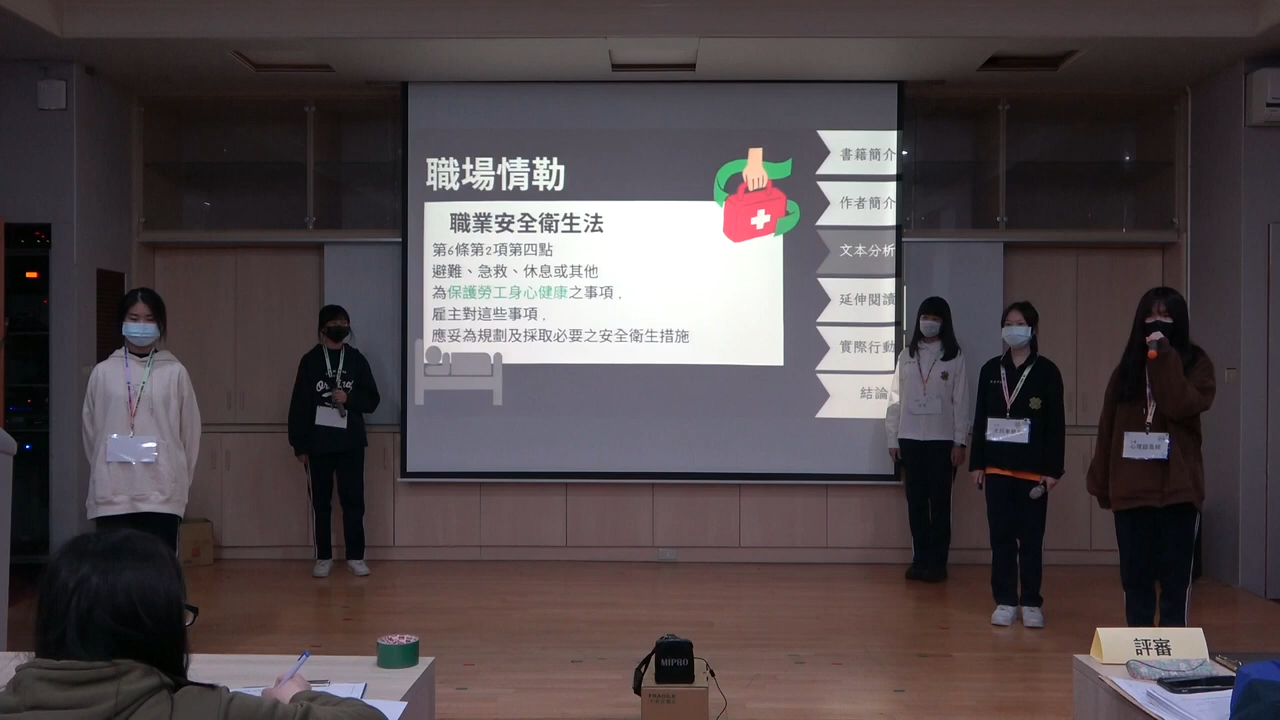 職場情勒
職業安全衛生法
第6條第2項第四點
避難、急救、休息或其他
為保護勞工身心健康之事項，
雇主對這些事項，
應妥為規劃及採取必要之安全衛生措施
書籍簡介
作者簡介
文本分析
延伸閱讀
實際行動
結論
評審
MIPRO
FRAGILE